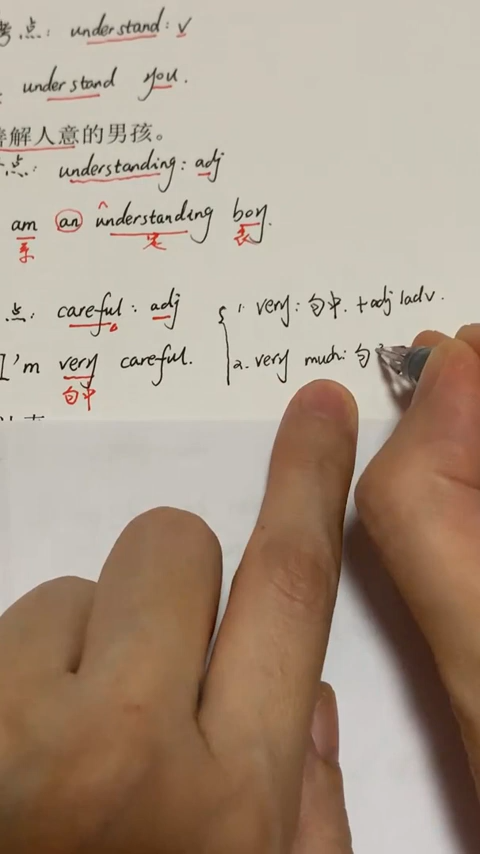 考点: understand: v
understand you.
善解人意的男孩。
点: understanding: adj
am an understanding boy.
系 定 表
点: careful: adj
I'm very careful.
句中
1. very: 句中. + adj / adv.
2. very much: 句